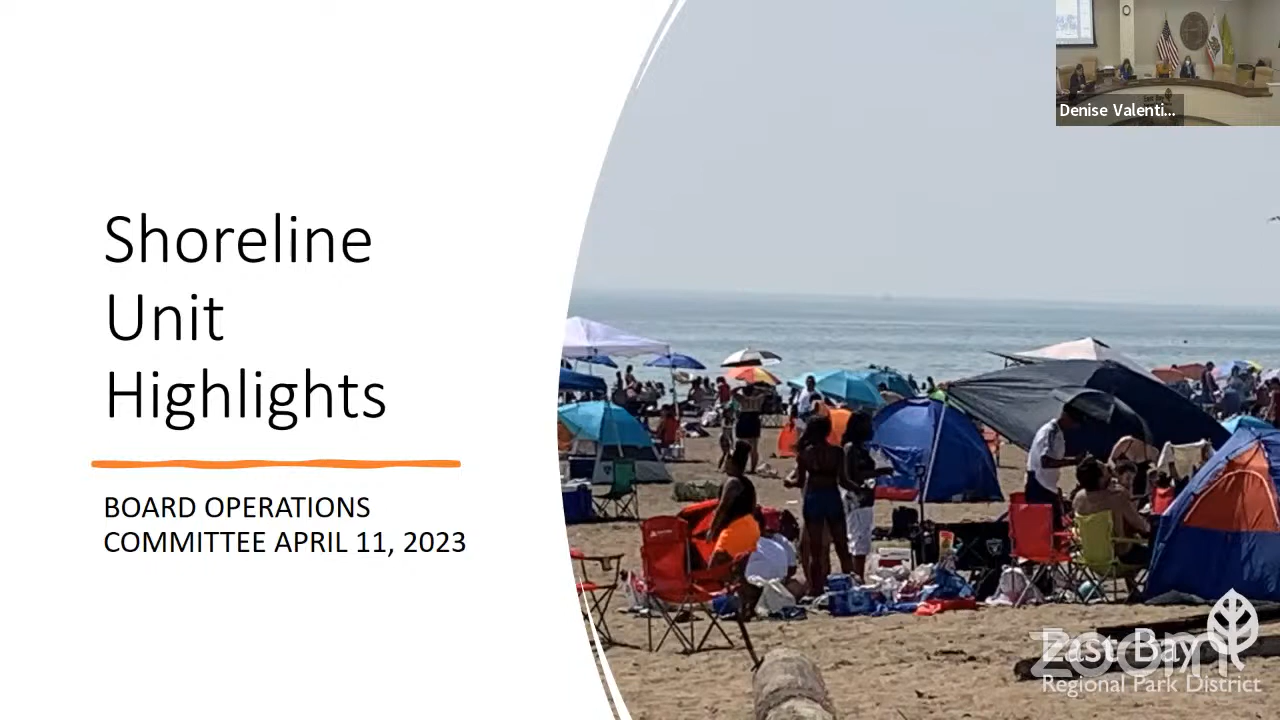 Shoreline
Unit
Highlights
BOARD OPERATIONS
COMMITTEE APRIL 11, 2023
Denise Valenti...
East Bay
Regional Park District
zoom